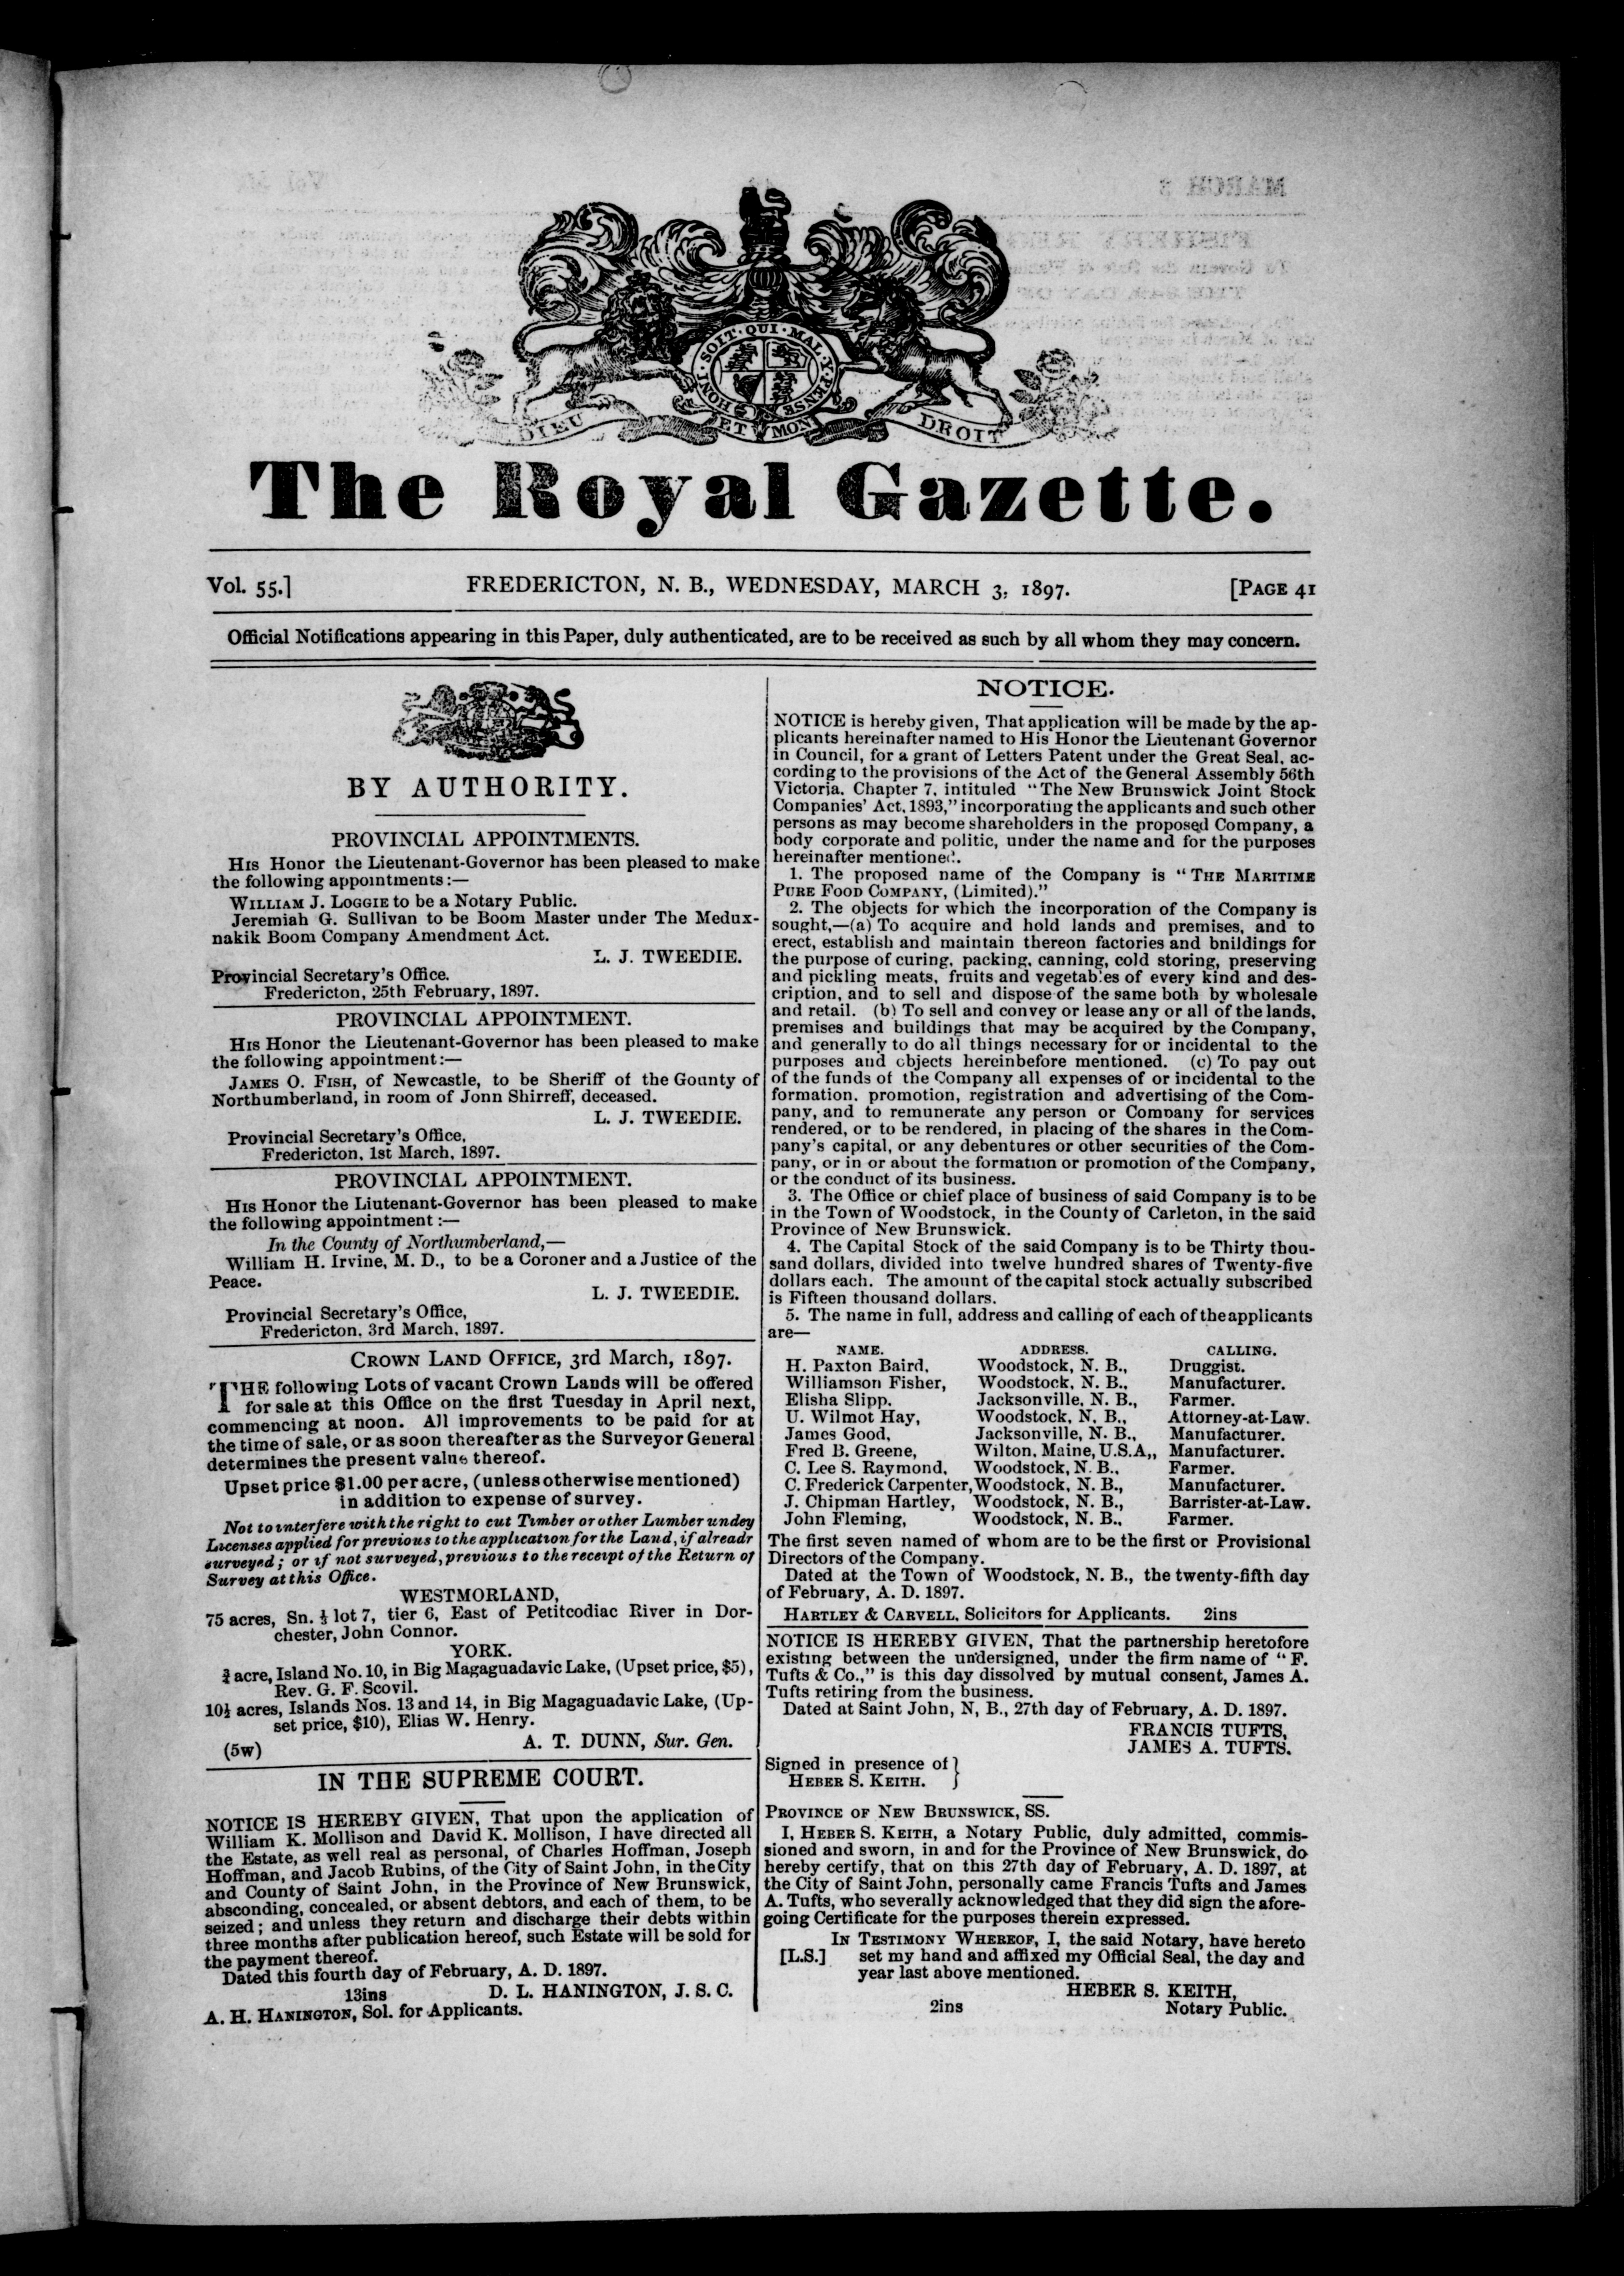 HONI · SOIT · QUI · MAL · Y · PENSE
DIEU ET MON DROIT
The Royal Gazette.
Vol. 55.] FREDERICTON, N. B., WEDNESDAY, MARCH 3, 1897. [PAGE 41
Official Notifications appearing in this Paper, duly authenticated, are to be received as such by all whom they may concern.
BY AUTHORITY.
PROVINCIAL APPOINTMENTS.
HIS Honor the Lieutenant-Governor has been pleased to make
the following appointments:—
WILLIAM J. LOGGIE to be a Notary Public.
Jeremiah G. Sullivan to be Boom Master under The Medux-
nakik Boom Company Amendment Act.
L. J. TWEEDIE.
Provincial Secretary's Office.
Fredericton, 25th February, 1897.
PROVINCIAL APPOINTMENT.
HIS Honor the Lieutenant-Governor has been pleased to make
the following appointment:—
JAMES O. FISH, of Newcastle, to be Sheriff of the Gounty of
Northumberland, in room of Jonn Shirreff, deceased.
L. J. TWEEDIE.
Provincial Secretary's Office,
Fredericton, 1st March, 1897.
PROVINCIAL APPOINTMENT.
HIS Honor the Liutenant-Governor has been pleased to make
the following appointment :—
In the County of Northumberland,—
William H. Irvine, M. D., to be a Coroner and a Justice of the
Peace.
L. J. TWEEDIE.
Provincial Secretary's Office,
Fredericton, 3rd March, 1897.
CROWN LAND OFFICE, 3rd March, 1897.
THE following Lots of vacant Crown Lands will be offered
for sale at this Office on the first Tuesday in April next,
commencing at noon. All improvements to be paid for at
the time of sale, or as soon thereafter as the Surveyor General
determines the present value thereof.
Upset price $1.00 per acre, (unless otherwise mentioned)
in addition to expense of survey.
Not to interfere with the right to cut Timber or other Lumber undey
Licenses applied for previous to the application for the Land, if alreadr
surveyed; or if not surveyed, previous to the receipt of the Return of
Survey at this Office.
WESTMORLAND,
75 acres, Sn. ½ lot 7, tier 6, East of Petitcodiac River in Dor-
chester, John Connor.
YORK.
¾ acre, Island No. 10, in Big Magaguadavic Lake, (Upset price, $5),
Rev. G. F. Scovil.
10½ acres, Islands Nos. 13 and 14, in Big Magaguadavic Lake, (Up-
set price, $10), Elias W. Henry.
(5w) A. T. DUNN, Sur. Gen.
IN THE SUPREME COURT.
NOTICE IS HEREBY GIVEN, That upon the application of
William K. Mollison and David K. Mollison, I have directed all
the Estate, as well real as personal, of Charles Hoffman, Joseph
Hoffman, and Jacob Rubins, of the City of Saint John, in the City
and County of Saint John, in the Province of New Brunswick,
absconding, concealed, or absent debtors, and each of them, to be
seized; and unless they return and discharge their debts within
three months after publication hereof, such Estate will be sold for
the payment thereof.
Dated this fourth day of February, A. D. 1897.
13ins D. L. HANINGTON, J. S. C.
A. H. HANINGTON, Sol. for Applicants.
NOTICE.
NOTICE is hereby given, That application will be made by the ap-
plicants hereinafter named to His Honor the Lieutenant Governor
in Council, for a grant of Letters Patent under the Great Seal, ac-
cording to the provisions of the Act of the General Assembly 56th
Victoria, Chapter 7, intituled "The New Brunswick Joint Stock
Companies' Act, 1893," incorporating the applicants and such other
persons as may become shareholders in the proposed Company, a
body corporate and politic, under the name and for the purposes
hereinafter mentioned.
1. The proposed name of the Company is "THE MARITIME
PURE FOOD COMPANY, (Limited)."
2. The objects for which the incorporation of the Company is
sought,—(a) To acquire and hold lands and premises, and to
erect, establish and maintain thereon factories and bnildings for
the purpose of curing, packing, canning, cold storing, preserving
and pickling meats, fruits and vegetables of every kind and des-
cription, and to sell and dispose of the same both by wholesale
and retail. (b) To sell and convey or lease any or all of the lands,
premises and buildings that may be acquired by the Company,
and generally to do all things necessary for or incidental to the
purposes and objects hereinbefore mentioned. (c) To pay out
of the funds of the Company all expenses of or incidental to the
formation, promotion, registration and advertising of the Com-
pany, and to remunerate any person or Company for services
rendered, or to be rendered, in placing of the shares in the Com-
pany's capital, or any debentures or other securities of the Com-
pany, or in or about the formation or promotion of the Company,
or the conduct of its business.
3. The Office or chief place of business of said Company is to be
in the Town of Woodstock, in the County of Carleton, in the said
Province of New Brunswick.
4. The Capital Stock of the said Company is to be Thirty thou-
sand dollars, divided into twelve hundred shares of Twenty-five
dollars each. The amount of the capital stock actually subscribed
is Fifteen thousand dollars.
5. The name in full, address and calling of each of the applicants
are—
NAME. ADDRESS. CALLING.
H. Paxton Baird, Woodstock, N. B., Druggist.
Williamson Fisher, Woodstock, N. B., Manufacturer.
Elisha Slipp. Jacksonville, N. B., Farmer.
U. Wilmot Hay, Woodstock, N. B., Attorney-at-Law.
James Good, Jacksonville, N. B., Manufacturer.
Fred B. Greene, Wilton, Maine, U.S.A,, Manufacturer.
C. Lee S. Raymond, Woodstock, N. B., Farmer.
C. Frederick Carpenter, Woodstock, N. B., Manufacturer.
J. Chipman Hartley, Woodstock, N. B., Barrister-at-Law.
John Fleming, Woodstock, N. B., Farmer.
The first seven named of whom are to be the first or Provisional
Directors of the Company.
Dated at the Town of Woodstock, N. B., the twenty-fifth day
of February, A. D. 1897.
HARTLEY & CARVELL, Solicitors for Applicants. 2ins
NOTICE IS HEREBY GIVEN, That the partnership heretofore
existing between the undersigned, under the firm name of "F.
Tufts & Co.," is this day dissolved by mutual consent, James A.
Tufts retiring from the business.
Dated at Saint John, N, B., 27th day of February, A. D. 1897.
FRANCIS TUFTS,
JAMES A. TUFTS.
Signed in presence of }
HEBER S. KEITH.
PROVINCE OF NEW BRUNSWICK, SS.
I, HEBER S. KEITH, a Notary Public, duly admitted, commis-
sioned and sworn, in and for the Province of New Brunswick, do
hereby certify, that on this 27th day of February, A. D. 1897, at
the City of Saint John, personally came Francis Tufts and James
A. Tufts, who severally acknowledged that they did sign the afore-
going Certificate for the purposes therein expressed.
IN TESTIMONY WHEREOF, I, the said Notary, have hereto
[L.S.] set my hand and affixed my Official Seal, the day and
year last above mentioned.
HEBER S. KEITH,
2ins Notary Public.